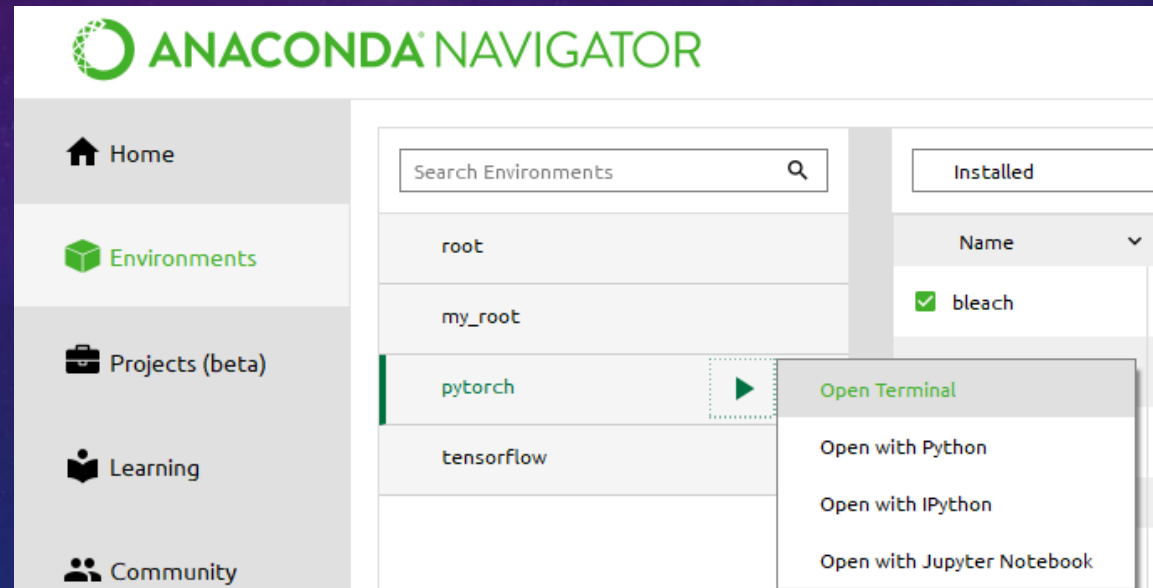 ANACONDA NAVIGATOR
Home
Environments
Projects (beta)
Learning
Community
Search Environments
root
my_root
pytorch
tensorflow
Installed
Name
bleach
Open Terminal
Open with Python
Open with IPython
Open with Jupyter Notebook